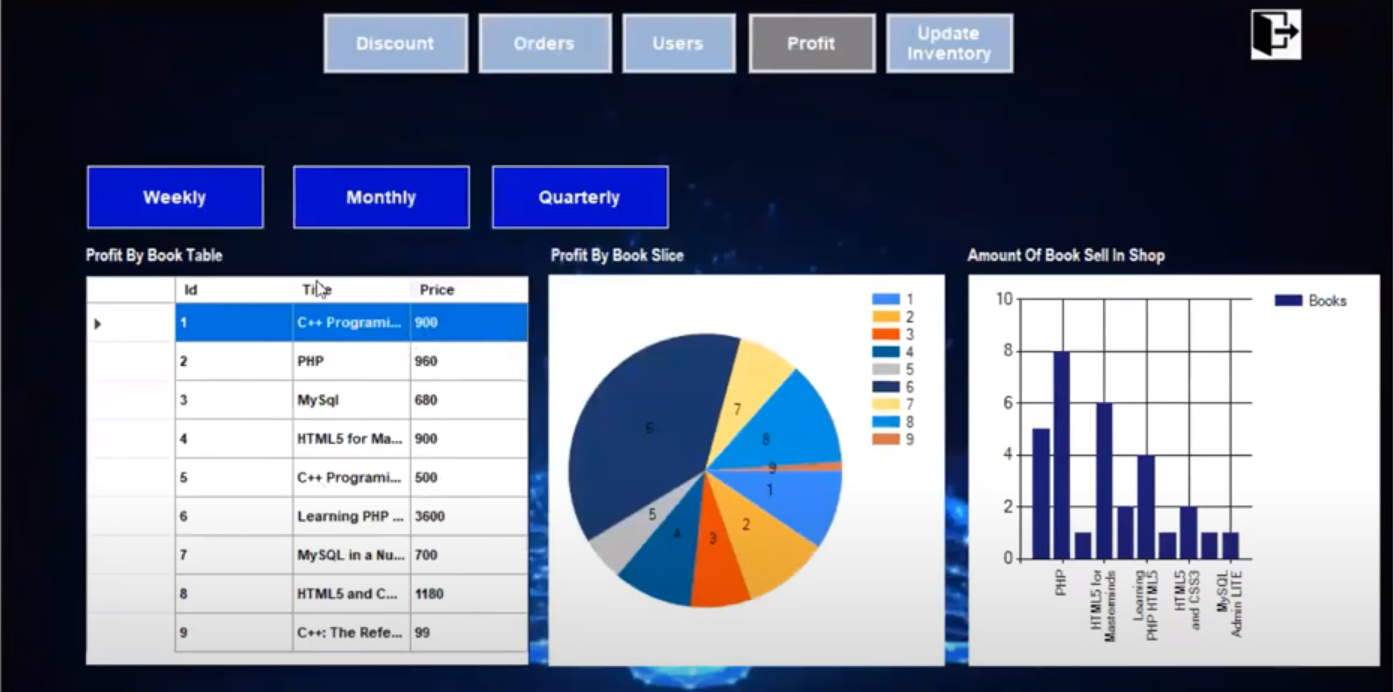 Discount
Orders
Users
Profit
Update
Inventory
Weekly
Monthly
Quarterly
Profit By Book Table
Id Price
1 C++ Programi... 900
2 PHP 960
3 MySql 680
4 HTML5 for Ma... 900
5 C++ Programi... 500
6 Learning PHP ... 3600
7 MySQL in a Nu... 700
8 HTML5 and C... 1180
9 C++: The Refe... 99
Profit By Book Slice
1
2
3
4
5
6
7
8
9
6
7
8
9
1
2
3
4
5
Amount Of Book Sell In Shop
10
8
6
4
2
0
Books
PHP
HTML5 for
Masterminds
Learning
PHP HTML5
HTML5
and CSS3
MySQL
Admin LITE